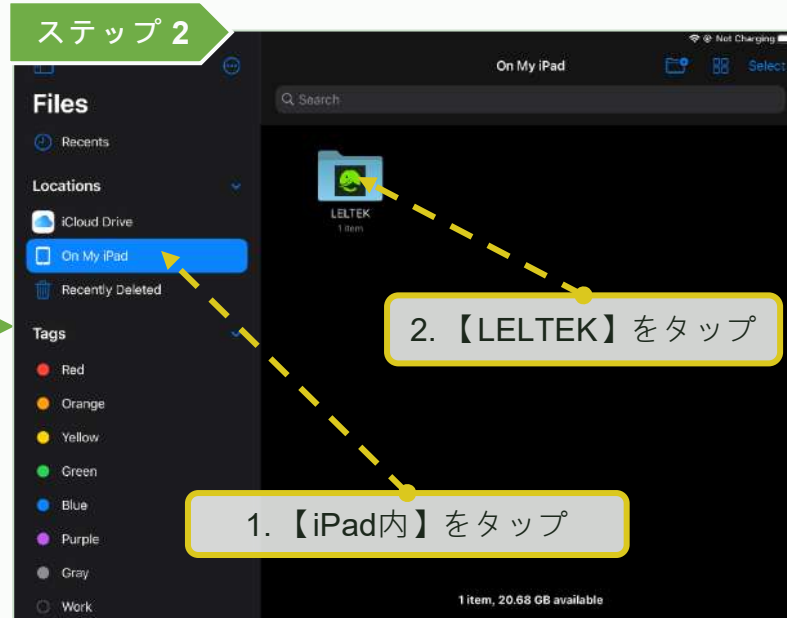 ステップ 2
Not Charging
On My iPad
Select
Files
Search
Recents
Locations
iCloud Drive
On My iPad
Recently Deleted
Tags
Red
Orange
Yellow
Green
Blue
Purple
Gray
Work
LELTEK
1 item
2.【LELTEK】をタップ
1.【iPad内】をタップ
1 item, 20.68 GB available